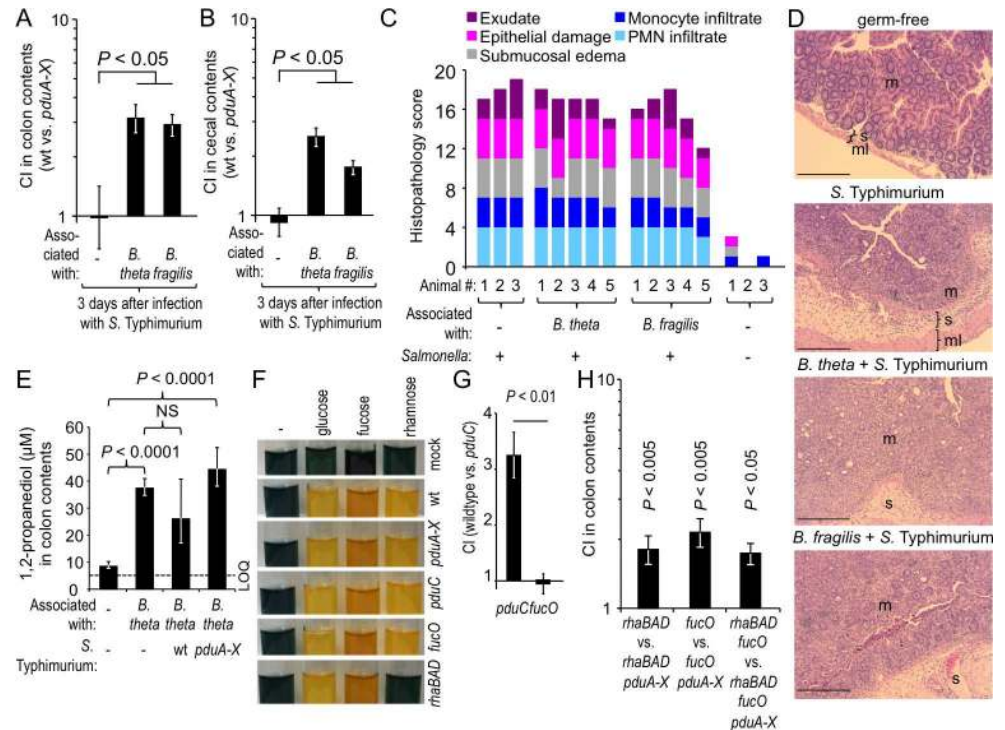 A
CI in colon contents
(wt vs. pduA-X)
10
1
P < 0.05
Asso-
ciated
with:
-
B.
theta
B.
fragilis
3 days after infection
with S. Typhimurium
B
CI in cecal contents
(wt vs. pduA-X)
10
1
P < 0.05
Asso-
ciated
with:
-
B.
theta
B.
fragilis
3 days after infection
with S. Typhimurium
C
Exudate
Epithelial damage
Submucosal edema
Monocyte infiltrate
PMN infiltrate
Histopathology score
20
16
12
8
4
0
Animal #: 1 2 3 1 2 3 4 5 1 2 3 4 5 1 2 3
Associated
with: - B. theta B. fragilis -
Salmonella: + + + -
D
germ-free
m
s
ml
S. Typhimurium
m
s
ml
B. theta + S. Typhimurium
m
s
B. fragilis + S. Typhimurium
m
s
E
1,2-propanediol (µM)
in colon contents
60
50
40
30
20
10
0
P < 0.0001
NS
P < 0.0001
LOQ
Associated
with:
-
B.
theta
B.
theta
B.
theta
S.
Typhimurium:
- - wt pduA-X
F
- glucose fucose rhamnose
mock
wt
pduA-X
pduC
fucO
rhaBAD
G
CI (wildtype vs. pduC)
4
3
2
1
P < 0.01
pduC fucO
H
CI in colon contents
10
1
P < 0.005
P < 0.005
P < 0.05
rhaBAD
vs.
rhaBAD
pduA-X
fucO
vs.
fucO
pduA-X
rhaBAD
fucO
vs.
rhaBAD
fucO
pduA-X